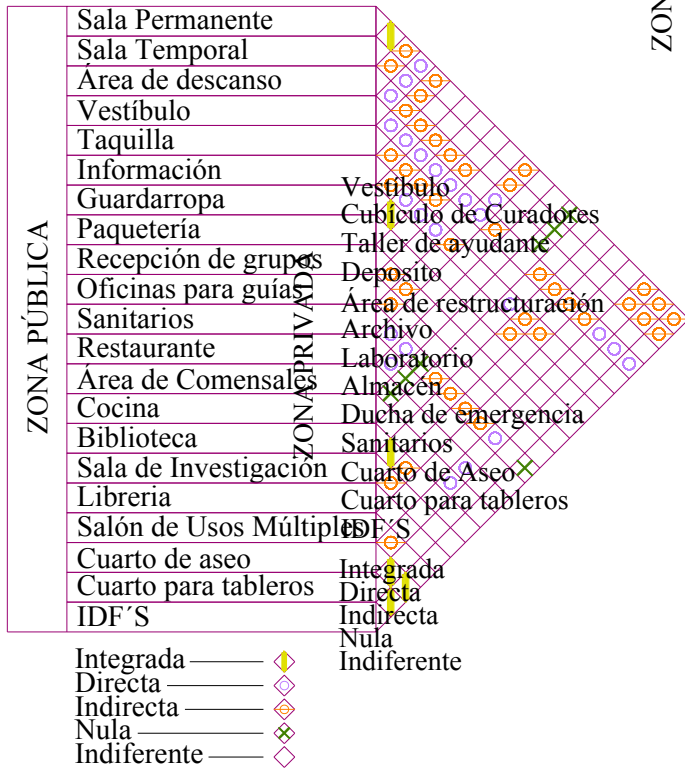 ZONA PÚBLICA
Sala Permanente
Sala Temporal
Área de descanso
Vestíbulo
Taquilla
Información
Guardarropa
Paquetería
Recepción de grupos
Oficinas para guías
Sanitarios
Restaurante
Área de Comensales
Cocina
Biblioteca
Sala de Investigación
Libreria
Salón de Usos Múltiples
Cuarto de aseo
Cuarto para tableros
IDF´S
Integrada
Directa
Indirecta
Nula
Indiferente
ZONA PRIVADA
Vestíbulo
Cubículo de Curadores
Taller de ayudante
Deposito
Área de restructuración
Archivo
Laboratorio
Almacén
Ducha de emergencia
Sanitarios
Cuarto de Aseo
Cuarto para tableros
IDF´S
Integrada
Directa
Indirecta
Nula
Indiferente
ZON